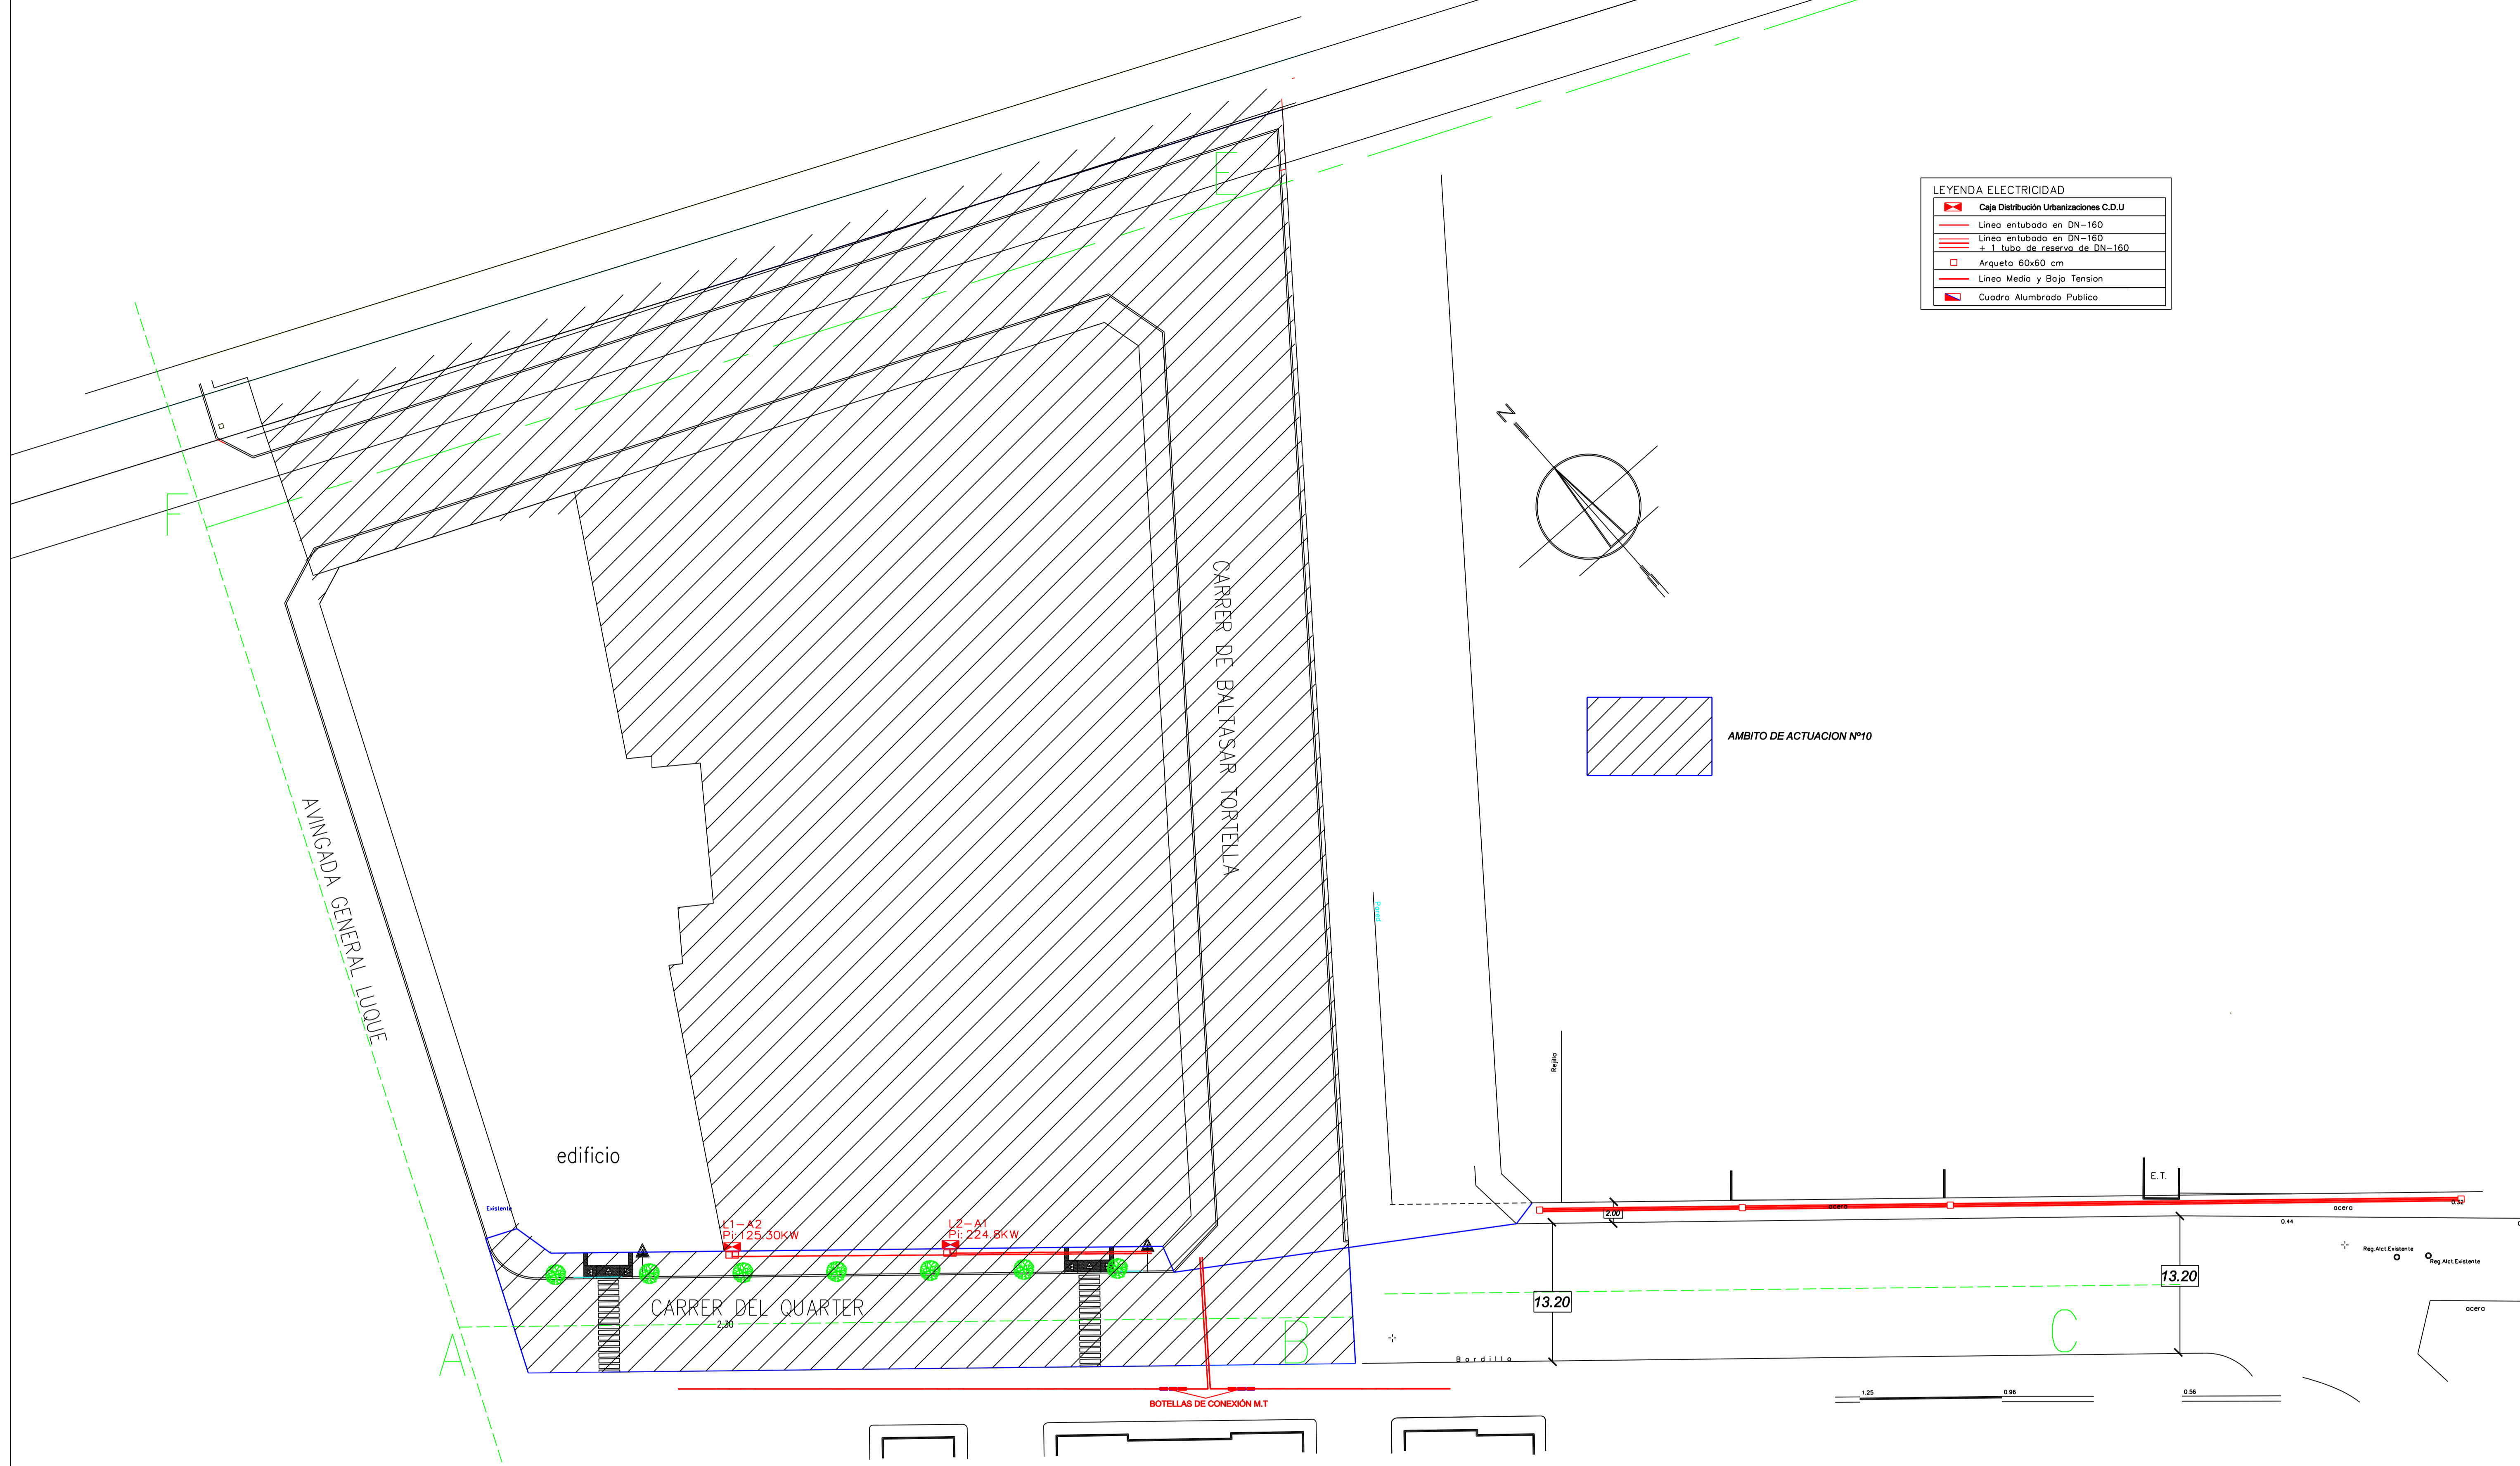 E
LEYENDA ELECTRICIDAD
Caja Distribución Urbanizaciones C.D.U
Linea entubada en DN-160
Linea entubada en DN-160
+ 1 tubo de reserva de DN-160
Arqueta 60x60 cm
Linea Media y Baja Tension
Cuadro Alumbrado Publico
N
F
CARRER DE BALTASAR TORTELLA
AMBITO DE ACTUACION Nº10
AVINGADA GENERAL LUQUE
Pared
Rejilla
edificio
E.T.
Existente
L1-A2
Pi: 125.30KW
L2-A1
Pi: 224.8KW
2.00
acera
0.32
acera
0.44
Reg.Alct.Existente
Reg.Alct.Existente
13.20
13.20
CARRER DEL QUARTER
2.30
A
B
C
acera
Bordillo
1.25
0.96
0.56
BOTELLAS DE CONEXIÓN M.T